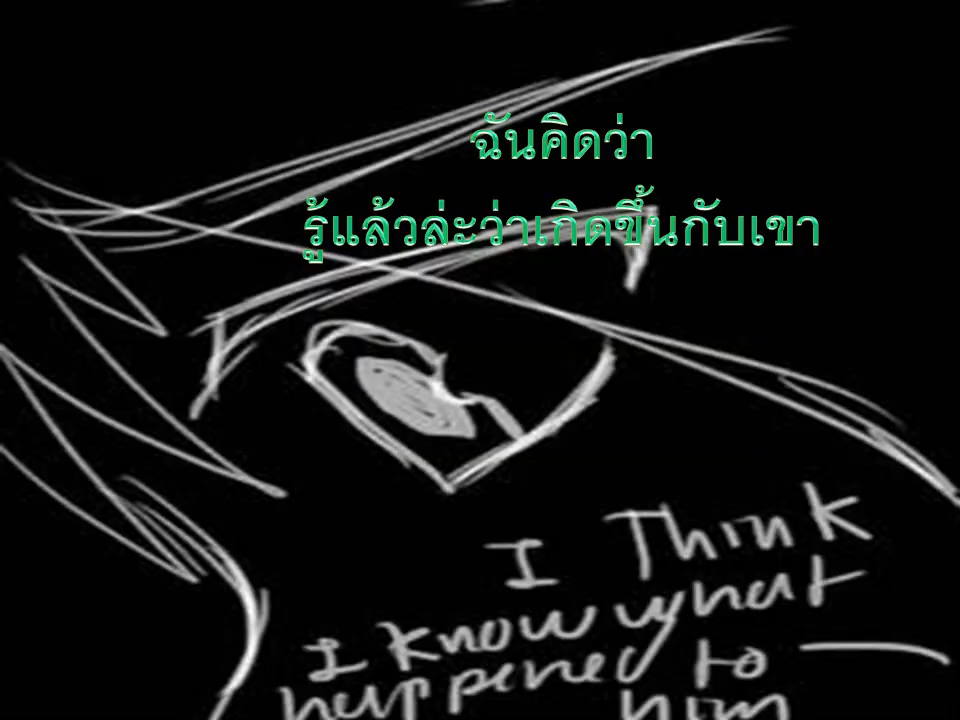 ฉันคิดว่า
รู้แล้วล่ะว่าเกิดขึ้นกับเขา
I Think
I know what
happened to
him